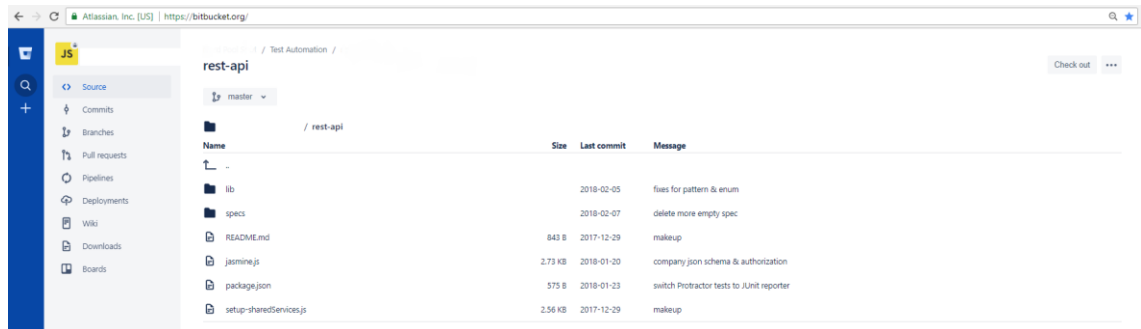 Atlassian, Inc. [US] | https://bitbucket.org/
JS
/ Test Automation /
rest-api
Check out
Source
master
Commits
Branches
/ rest-api
Name Size Last commit Message
Pull requests
..
Pipelines
lib 2018-02-05 fixes for pattern & enum
Deployments
specs 2018-02-07 delete more empty spec
Wiki
README.md 843 B 2017-12-29 makeup
Downloads
jasmine.js 2.73 KB 2018-01-20 company json schema & authorization
Boards
package.json 575 B 2018-01-23 switch Protractor tests to JUnit reporter
setup-sharedServices.js 2.56 KB 2017-12-29 makeup